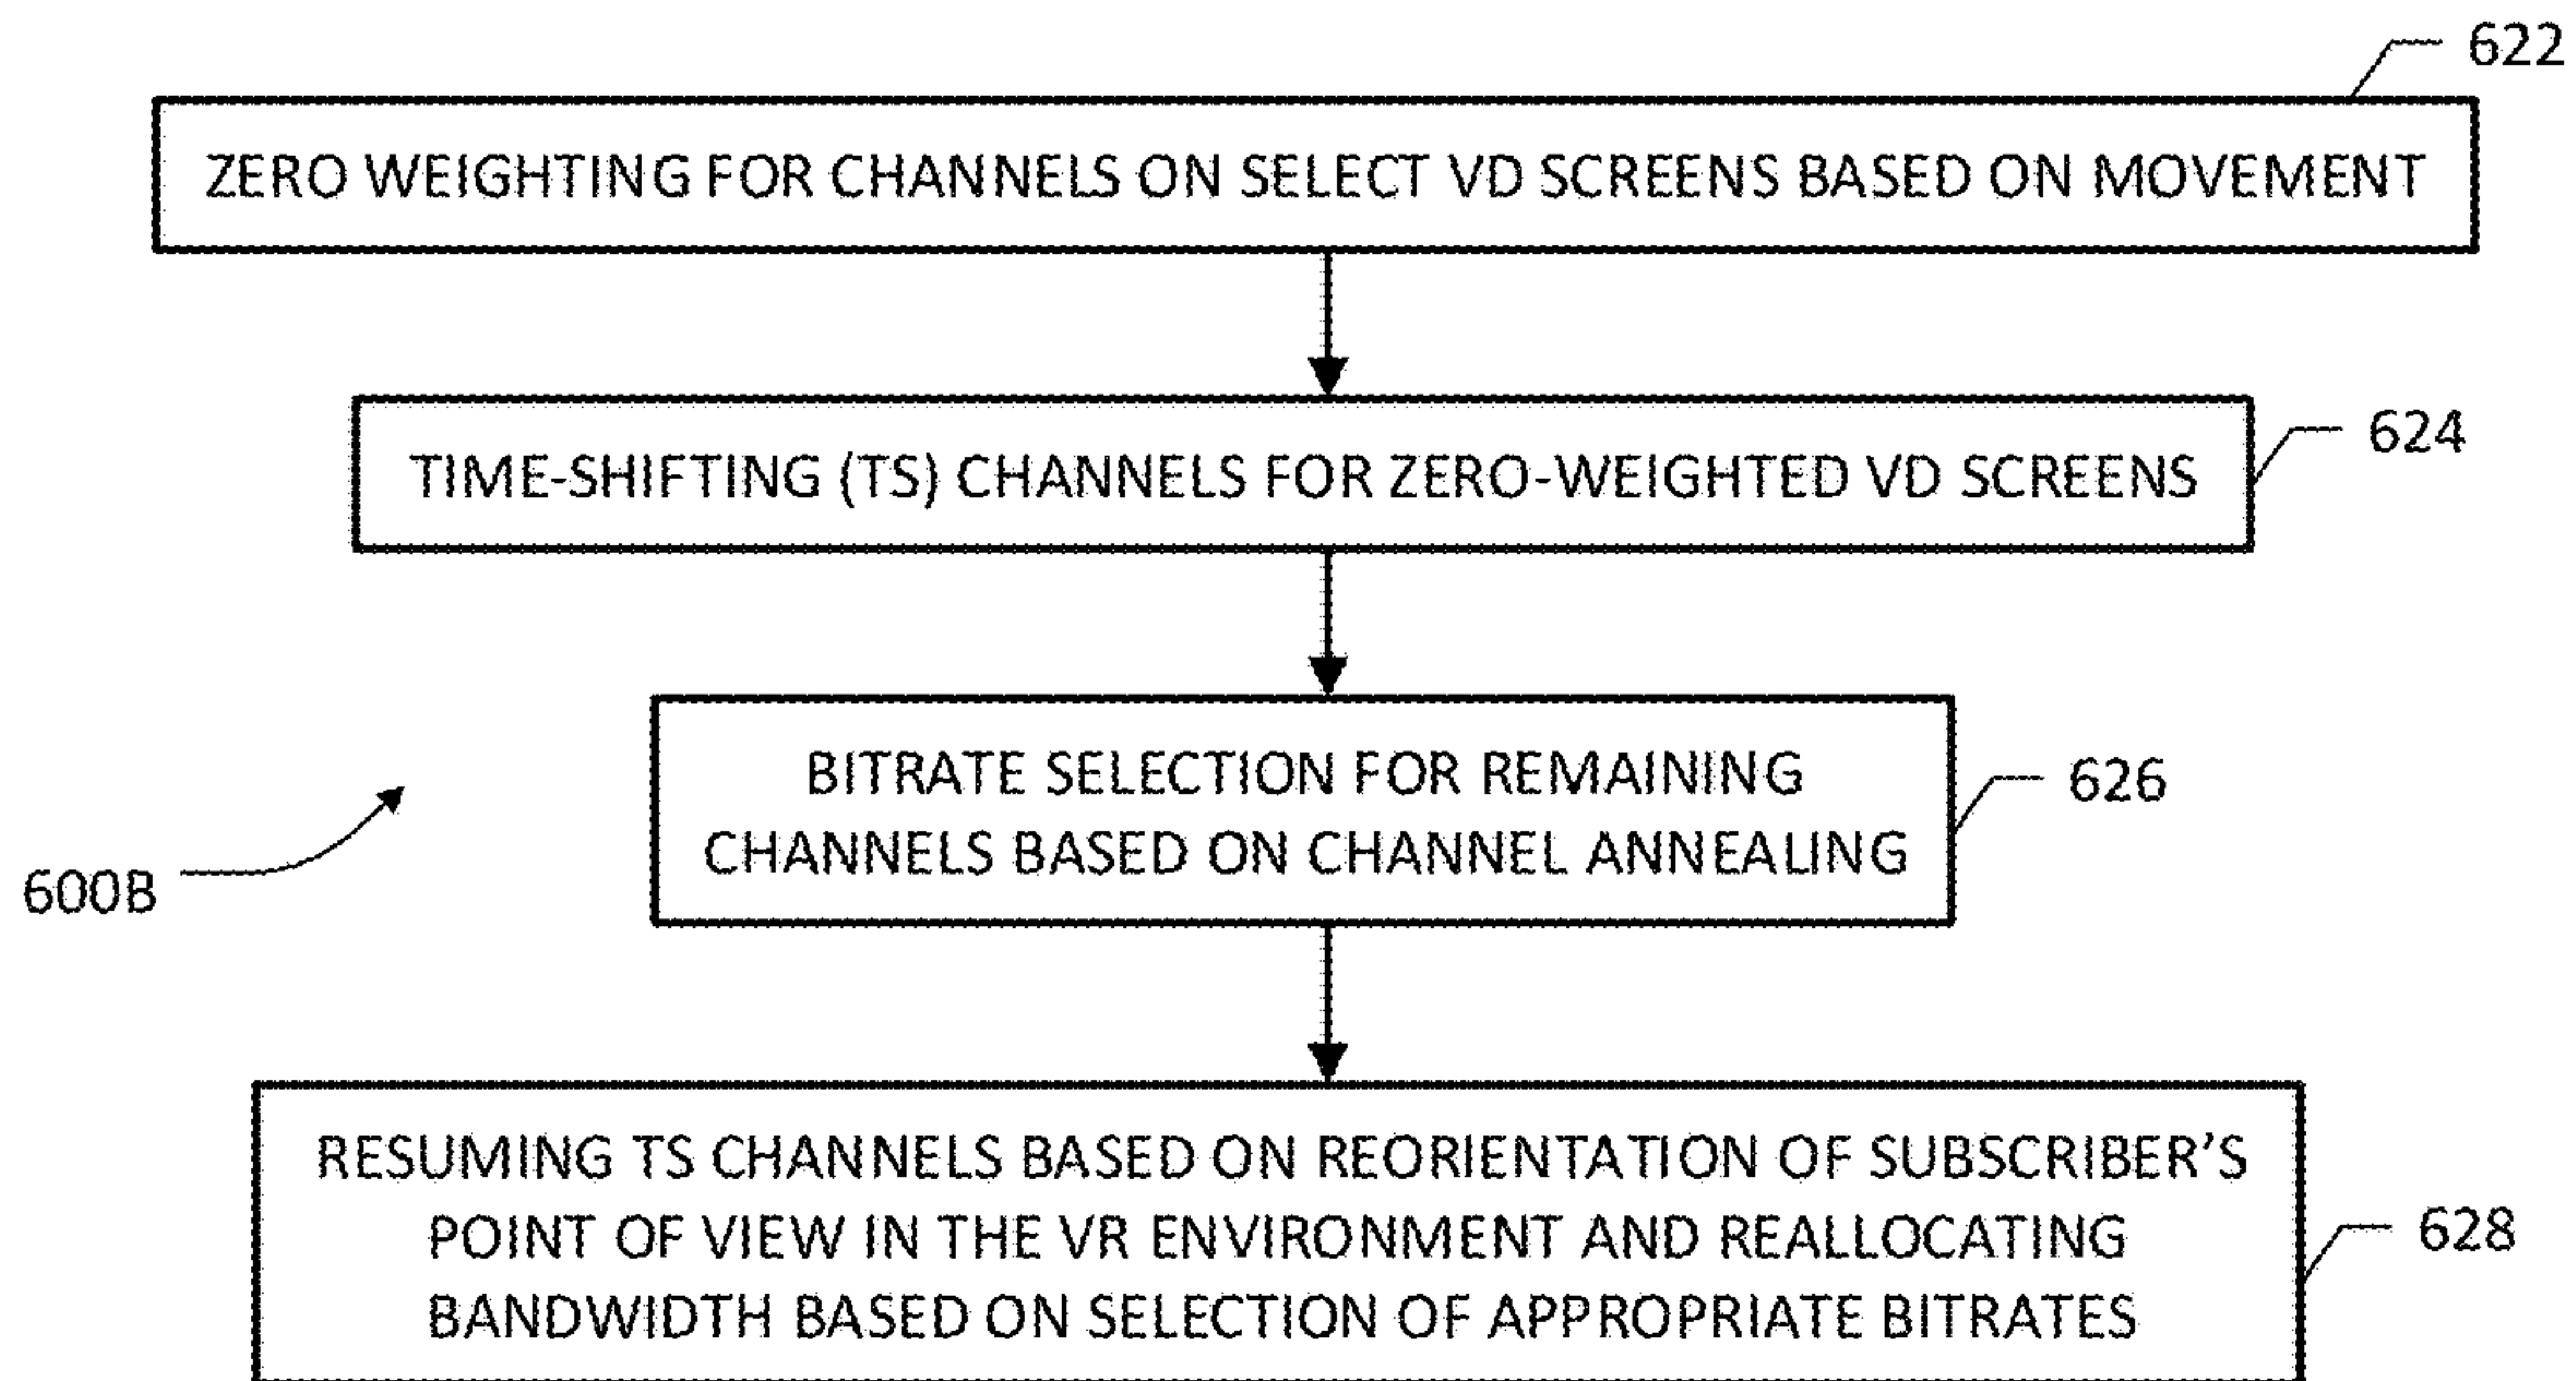 622
ZERO WEIGHTING FOR CHANNELS ON SELECT VD SCREENS BASED ON MOVEMENT
624
TIME-SHIFTING (TS) CHANNELS FOR ZERO-WEIGHTED VD SCREENS
626
BITRATE SELECTION FOR REMAINING
CHANNELS BASED ON CHANNEL ANNEALING
600B
628
RESUMING TS CHANNELS BASED ON REORIENTATION OF SUBSCRIBER'S
POINT OF VIEW IN THE VR ENVIRONMENT AND REALLOCATING
BANDWIDTH BASED ON SELECTION OF APPROPRIATE BITRATES